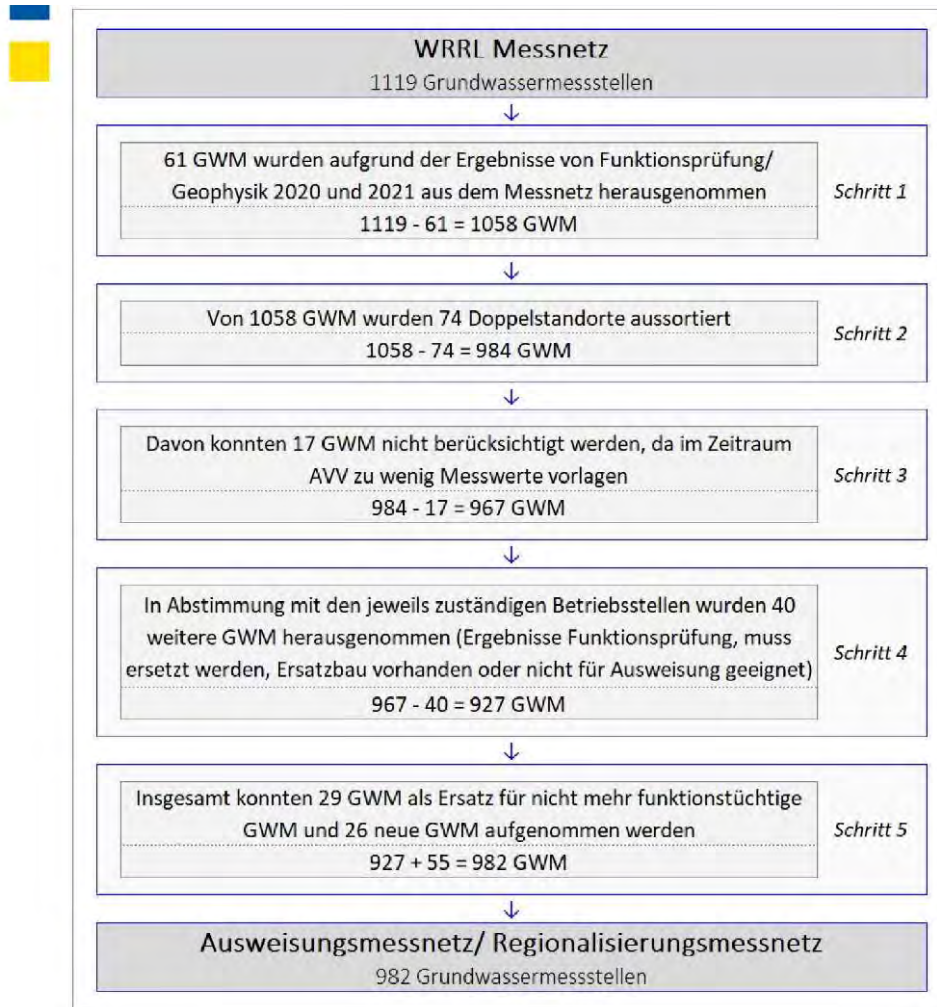 WRRL Messnetz
1119 Grundwassermessstellen
↓
61 GWM wurden aufgrund der Ergebnisse von Funktionsprüfung/
Geophysik 2020 und 2021 aus dem Messnetz herausgenommen
1119 - 61 = 1058 GWM
Schritt 1
↓
Von 1058 GWM wurden 74 Doppelstandorte aussortiert
1058 - 74 = 984 GWM
Schritt 2
↓
Davon konnten 17 GWM nicht berücksichtigt werden, da im Zeitraum
AVV zu wenig Messwerte vorlagen
984 - 17 = 967 GWM
Schritt 3
↓
In Abstimmung mit den jeweils zuständigen Betriebsstellen wurden 40
weitere GWM herausgenommen (Ergebnisse Funktionsprüfung, muss
ersetzt werden, Ersatzbau vorhanden oder nicht für Ausweisung geeignet)
967 - 40 = 927 GWM
Schritt 4
↓
Insgesamt konnten 29 GWM als Ersatz für nicht mehr funktionstüchtige
GWM und 26 neue GWM aufgenommen werden
927 + 55 = 982 GWM
Schritt 5
↓
Ausweisungsmessnetz/ Regionalisierungsmessnetz
982 Grundwassermessstellen